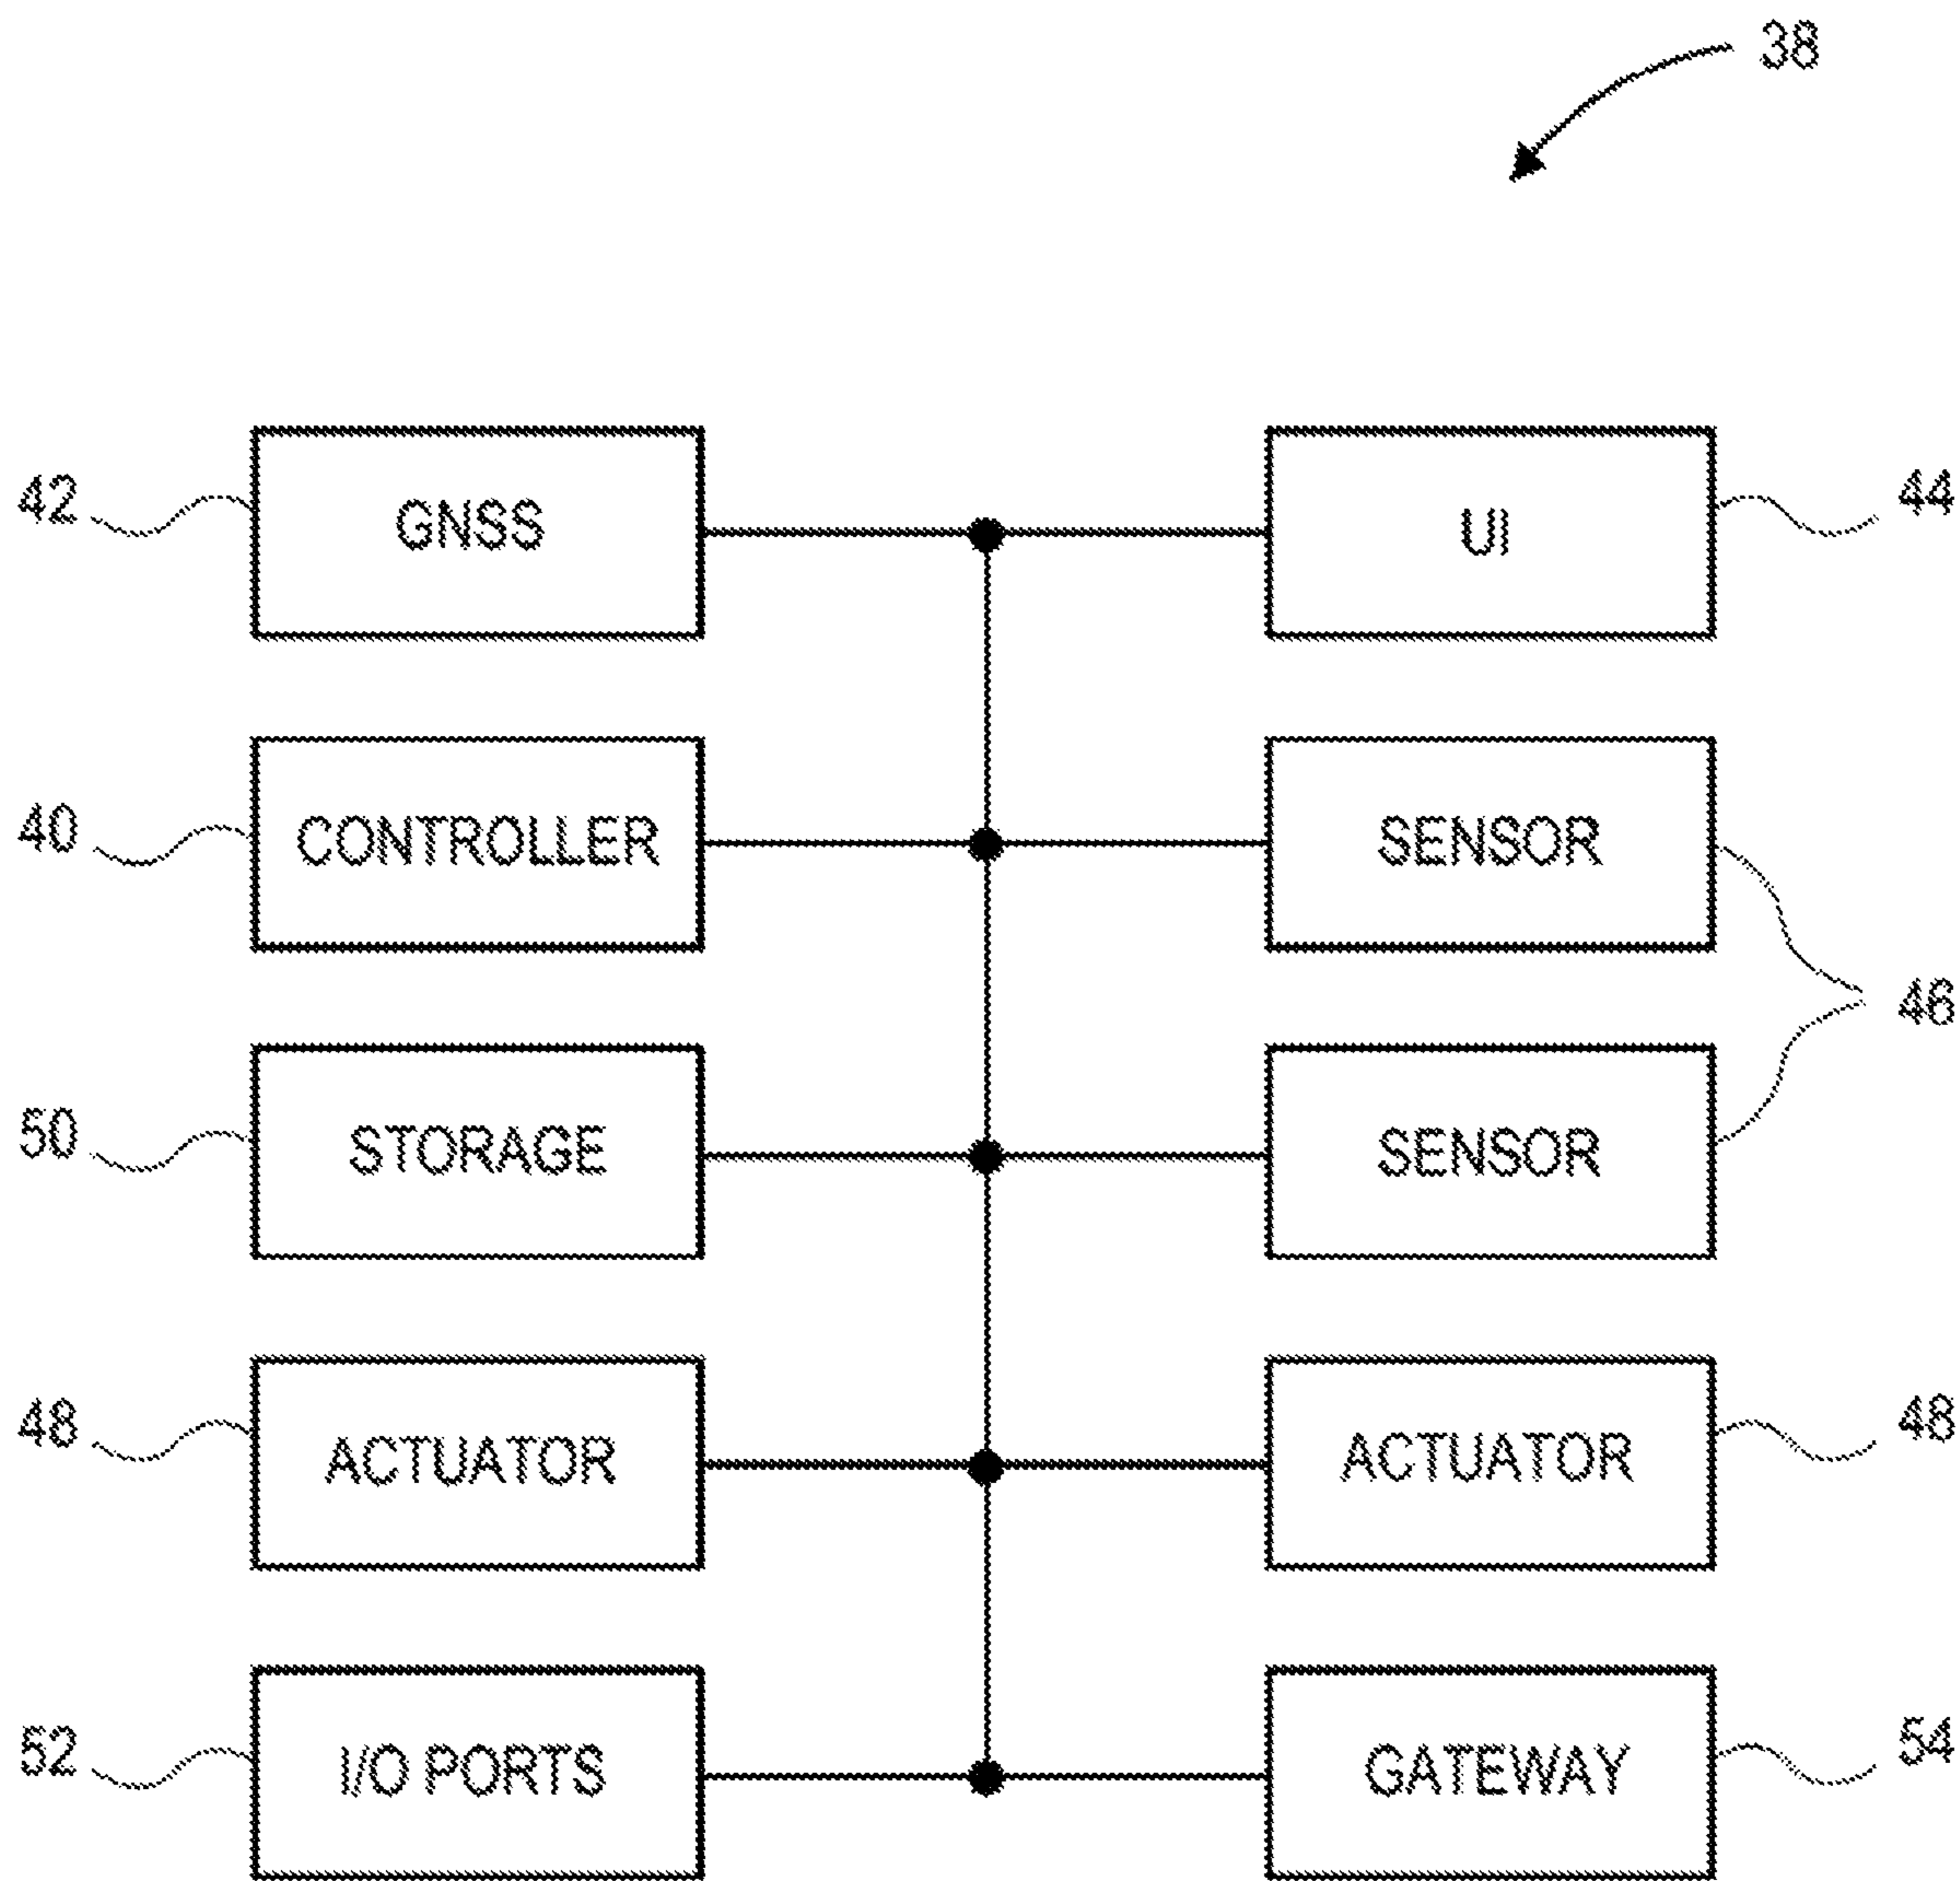 38
42 GNSS UI 44
40 CONTROLLER SENSOR
46
50 STORAGE SENSOR
48 ACTUATOR ACTUATOR 48
52 I/O PORTS GATEWAY 54